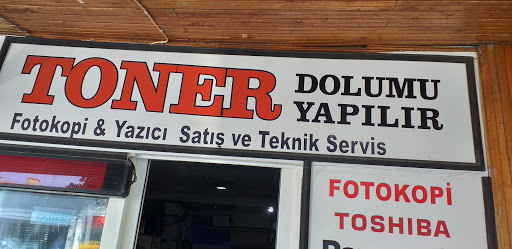 TONER DOLUMU
YAPILIR
Fotokopi & Yazıcı Satış ve Teknik Servis
FOTOKOPİ
TOSHIBA